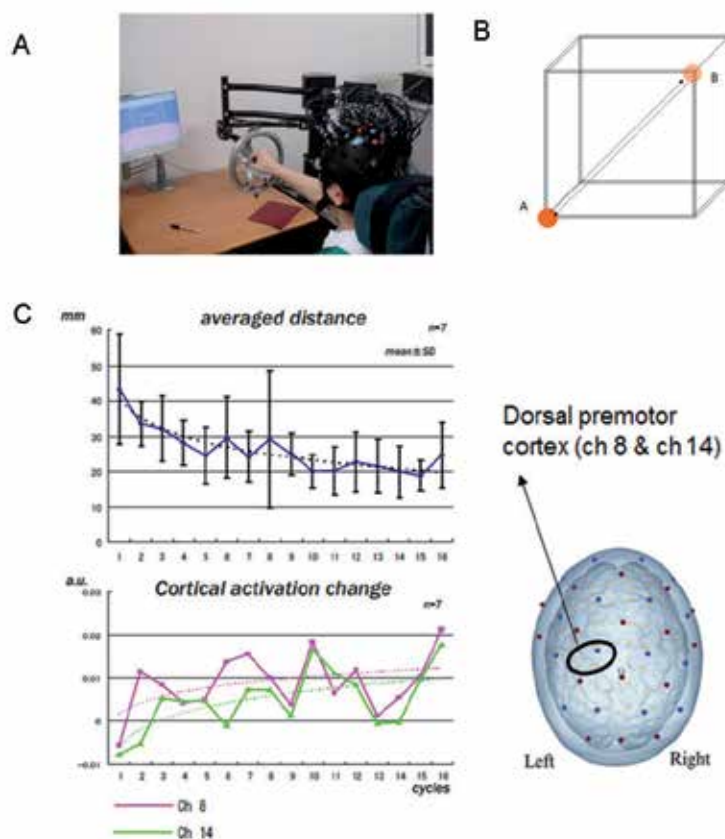 A
B
B
A
C
mm
averaged distance
n=7
mean±SD
60
50
40
30
20
10
0
1 2 3 4 5 6 7 8 9 10 11 12 13 14 15 16
a.u.
Cortical activation change
n=7
0.03
0.02
0.01
0
-0.01
1 2 3 4 5 6 7 8 9 10 11 12 13 14 15 16
cycles
Ch 8
Ch 14
Dorsal premotor
cortex (ch 8 & ch 14)
Left
Right